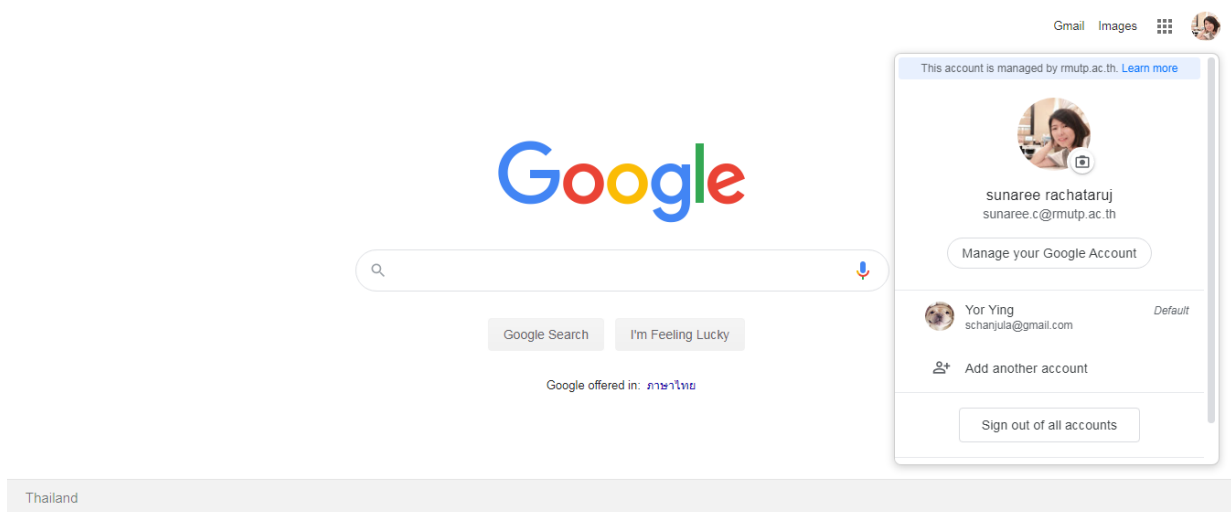 Gmail Images
This account is managed by rmutp.ac.th. Learn more
Google
sunaree rachataruj
sunaree.c@rmutp.ac.th
Manage your Google Account
Yor Ying
Default
schanjula@gmail.com
Add another account
Sign out of all accounts
Google Search
I'm Feeling Lucky
Google offered in: ภาษาไทย
Thailand